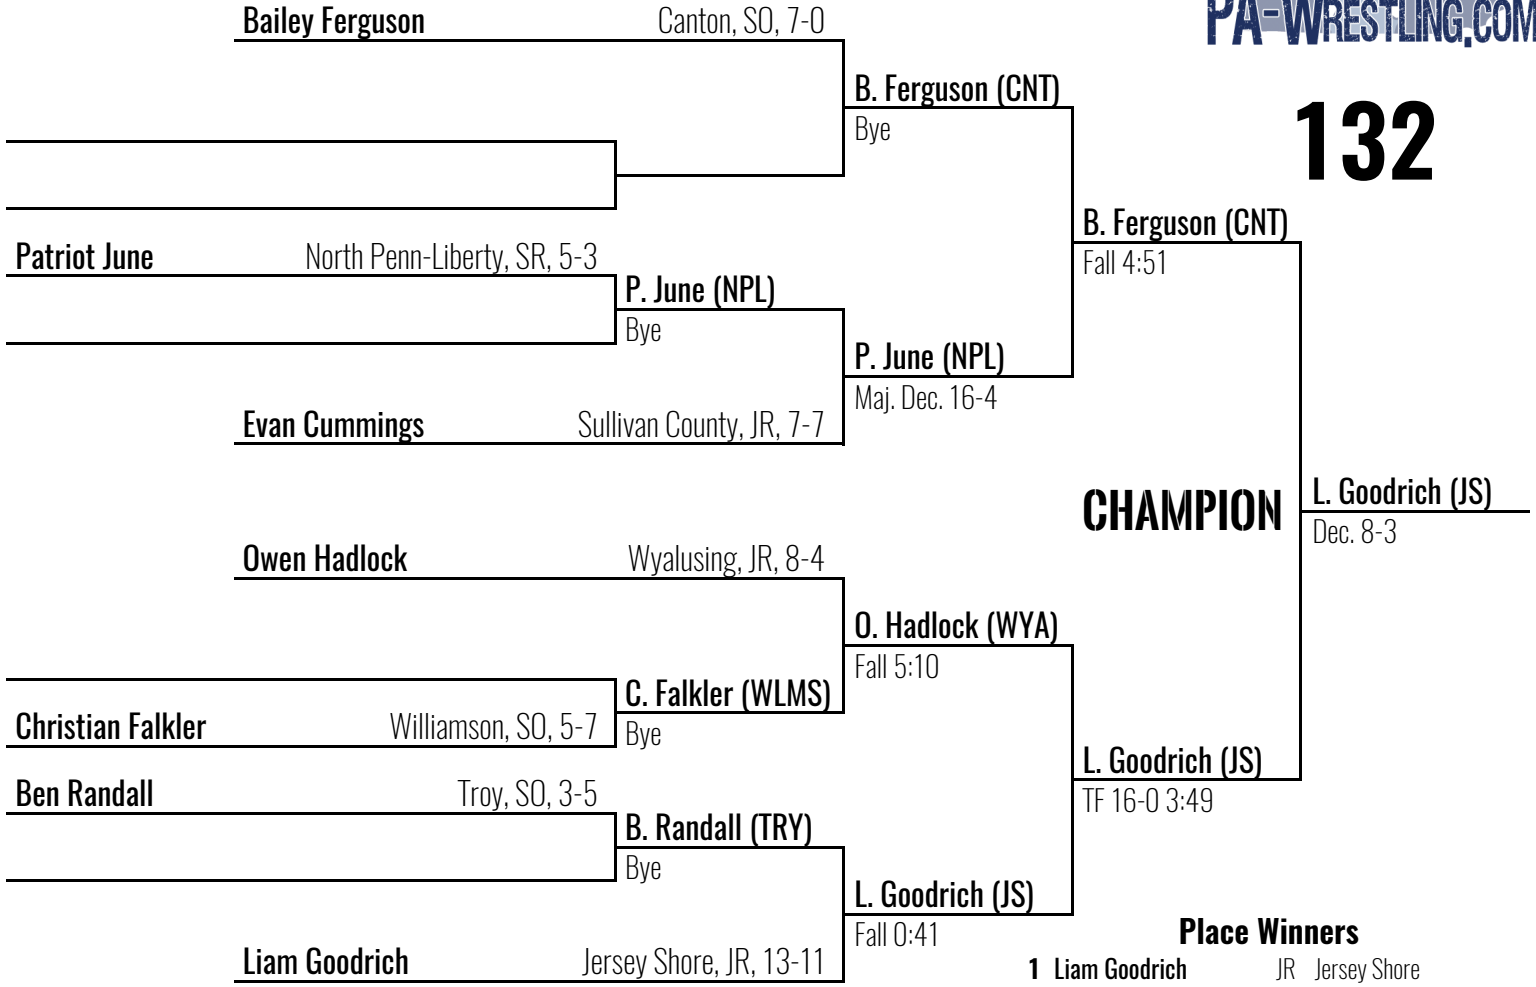 Bailey Ferguson Canton, SO, 7-0
PA-WRESTLING.COM
B. Ferguson (CNT)
Bye
132
B. Ferguson (CNT)
Fall 4:51
Patriot June North Penn-Liberty, SR, 5-3
P. June (NPL)
Bye
P. June (NPL)
Maj. Dec. 16-4
Evan Cummings Sullivan County, JR, 7-7
CHAMPION
L. Goodrich (JS)
Dec. 8-3
Owen Hadlock Wyalusing, JR, 8-4
O. Hadlock (WYA)
Fall 5:10
C. Falkler (WLMS)
Christian Falkler Williamson, SO, 5-7
Bye
L. Goodrich (JS)
TF 16-0 3:49
Ben Randall Troy, SO, 3-5
B. Randall (TRY)
Bye
L. Goodrich (JS)
Fall 0:41
Liam Goodrich Jersey Shore, JR, 13-11
Place Winners
1 Liam Goodrich JR Jersey Shore